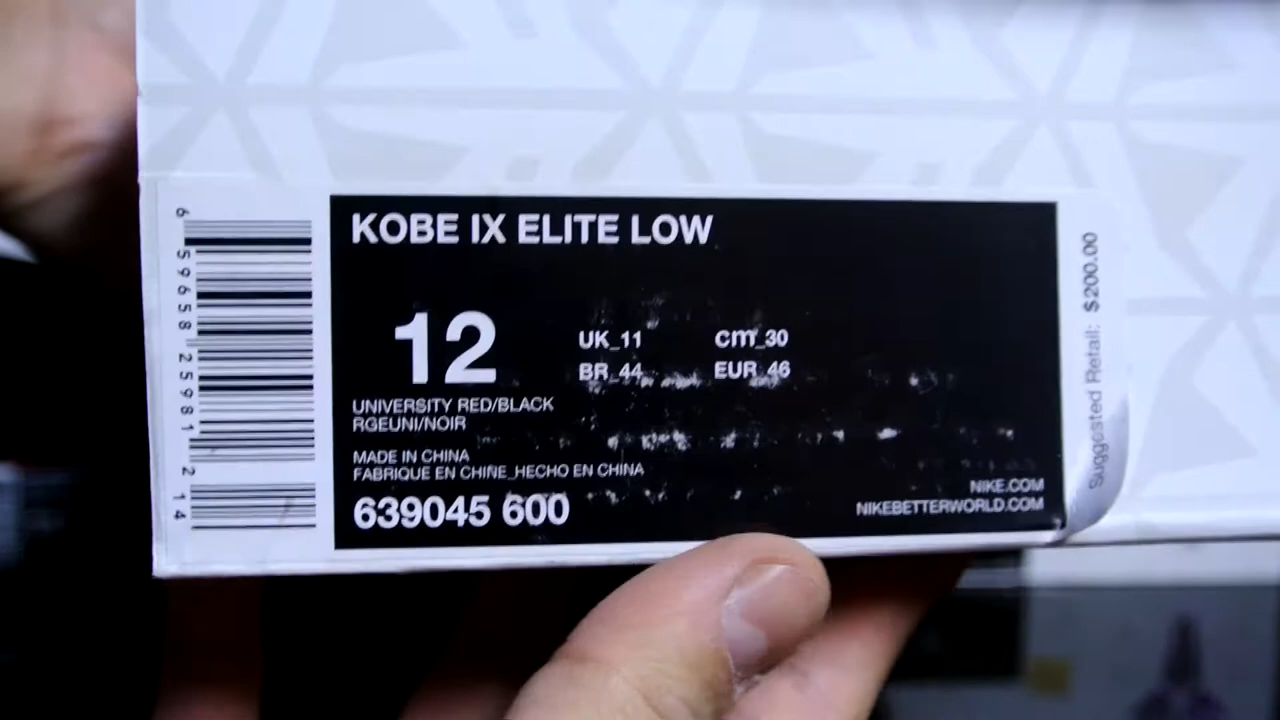 KOBE IX ELITE LOW
12
UK_11 cm_30
BR_44 EUR_46
UNIVERSITY RED/BLACK
RGEUNI/NOIR
MADE IN CHINA
FABRIQUE EN CHINE_HECHO EN CHINA
639045 600
NIKE.COM
NIKEBETTERWORLD.COM
6 59658 25981 2 14
Suggested Retail: $200.00